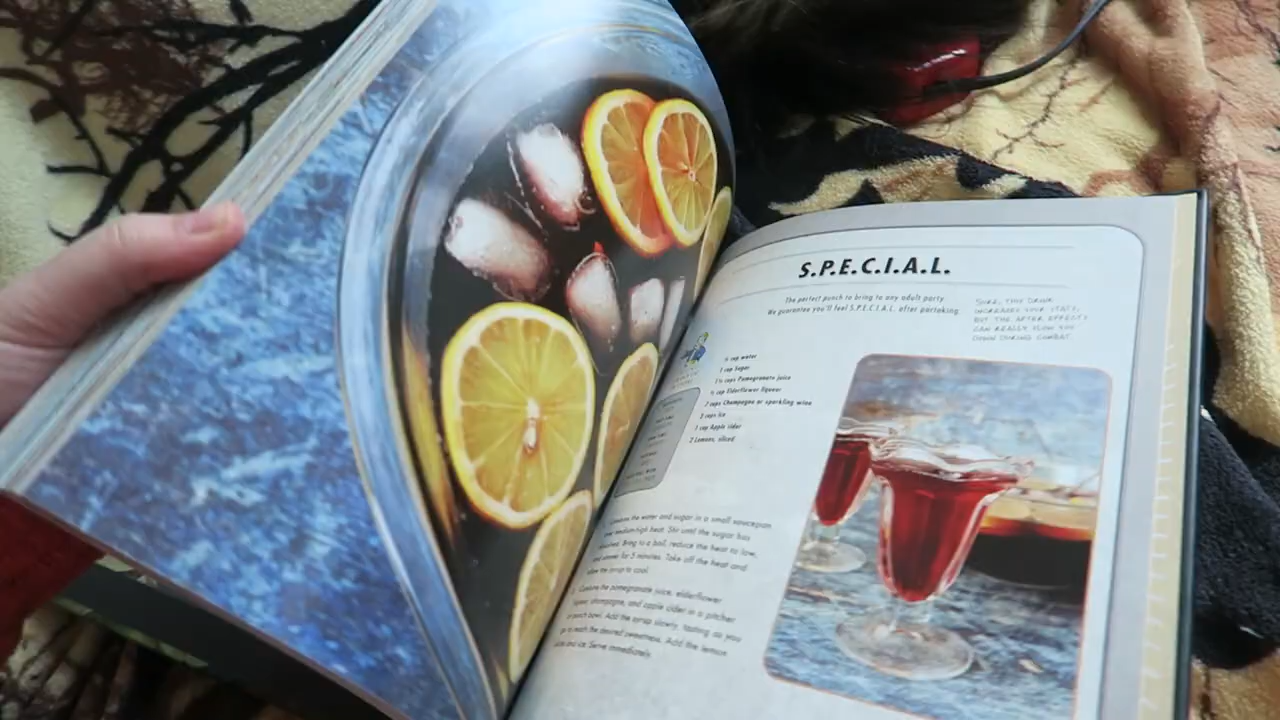 S.P.E.C.I.A.L.
The perfect punch to bring to any adult party.
We guarantee you'll feel S.P.E.C.I.A.L. after partaking.
SURE, THIS DRINK
INCREASES YOUR STATS,
BUT THE AFTER EFFECTS
CAN REALLY SLOW YOU
DOWN DURING COMBAT.
cup water
1 cup Sugar
cups Pomegranate juice
cup Elderflower liqueur
2 cups Champagne or sparkling wine
2 cups Ice
1 cup Apple cider
2 Lemons, sliced
Combine the water and sugar in a small saucepan
over medium-high heat. Stir until the sugar has
dissolved. Bring to a boil, reduce the heat to low,
and simmer for 5 minutes. Take off the heat and
allow the syrup to cool.
Combine the pomegranate juice, elderflower
liqueur, champagne, and apple cider in a pitcher
or punch bowl. Add the syrup slowly, tasting as you
go to reach the desired sweetness. Add the lemon
slices and ice. Serve immediately.